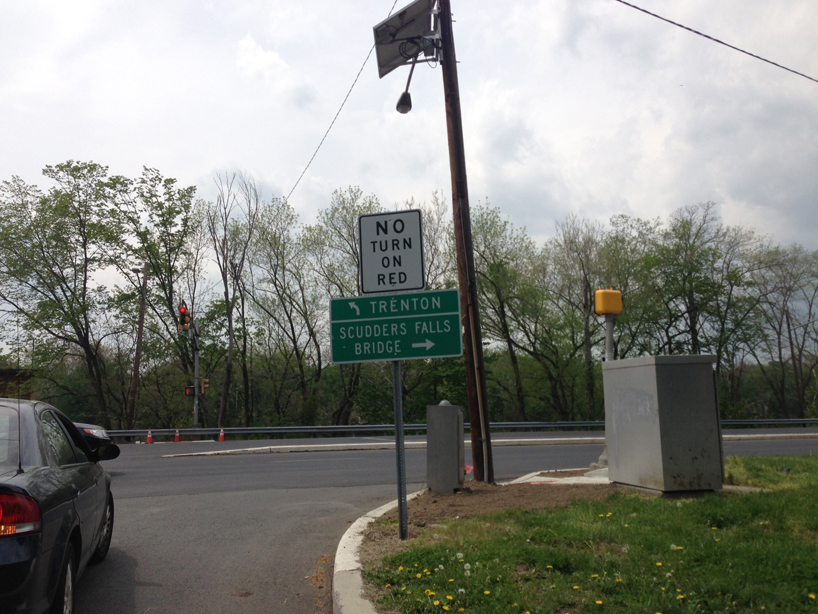 NO
TURN
ON
RED
TRENTON
SCUDDERS FALLS
BRIDGE